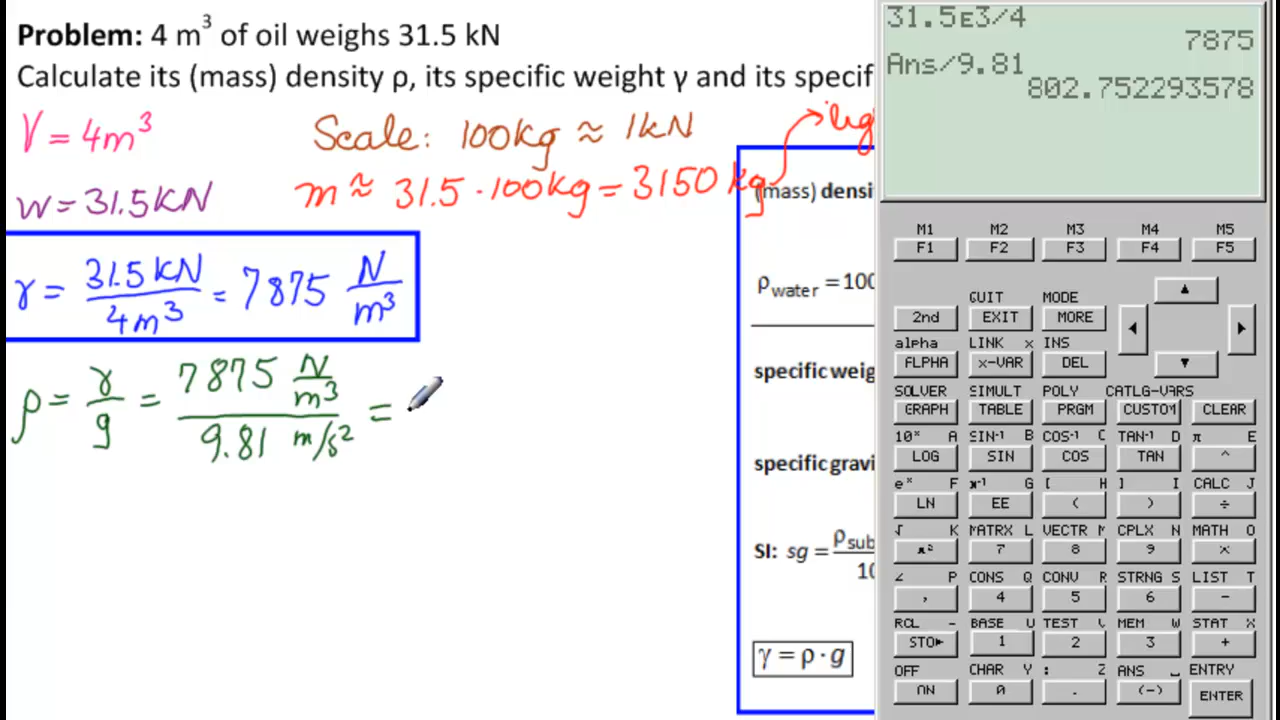 Problem: 4 m³ of oil weighs 31.5 kN
Calculate its (mass) density ρ, its specific weight γ and its specif
V = 4m³
Scale: 100kg ≈ 1kN
w = 31.5KN
m ≈ 31.5 · 100kg = 3150 kg
γ = 31.5 KN / 4m³ = 7875 N/m³
ρ = γ/g = 7875 N/m³ / 9.81 m/s² =
(mass) densi
ρwater = 100
specific weig
specific gravi
SI: sg = ρsub
10
γ = ρ · g
31.5E3/4
7875
Ans/9.81
802.752293578
M1 M2 M3 M4 M5
F1 F2 F3 F4 F5
QUIT MODE
2nd EXIT MORE
alpha LINK x INS
ALPHA x-VAR DEL
SOLVER SIMULT POLY CATLG-VARS
GRAPH TABLE PRGM CUSTOM CLEAR
10ˣ A SIN⁻¹ B COS⁻¹ C TAN⁻¹ D π E
LOG SIN COS TAN ^
eˣ F x⁻¹ G [ H ] I CALC J
LN EE ( ) ÷
√ K MATRX L VECTR M CPLX N MATH O
x² 7 8 9 ×
∠ P CONS Q CONV R STRNG S LIST T
, 4 5 6 −
RCL = BASE U TEST V MEM W STAT X
STO▸ 1 2 3 +
OFF CHAR Y : Z ANS ␣ ENTRY
ON 0 . (-) ENTER